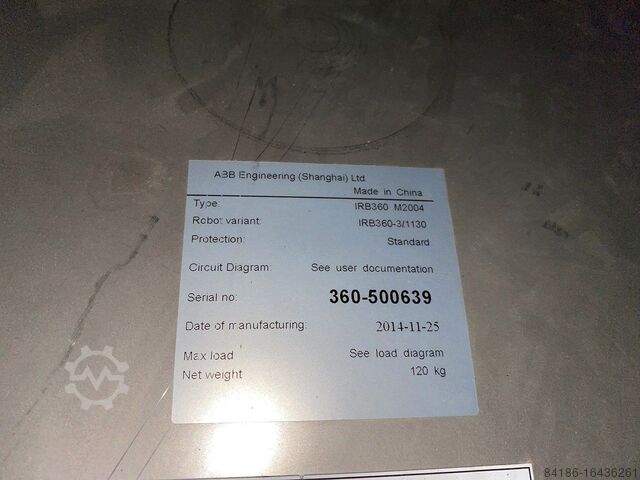 ABB Engineering (Shanghai) Ltd.
Made in China
Type: IRB360 M2004
Robot variant: IRB360-3/1130
Protection: Standard
Circuit Diagram: See user documentation
Serial no: 360-500639
Date of manufacturing: 2014-11-25
Max load See load diagram
Net weight 120 kg
84186-16436261